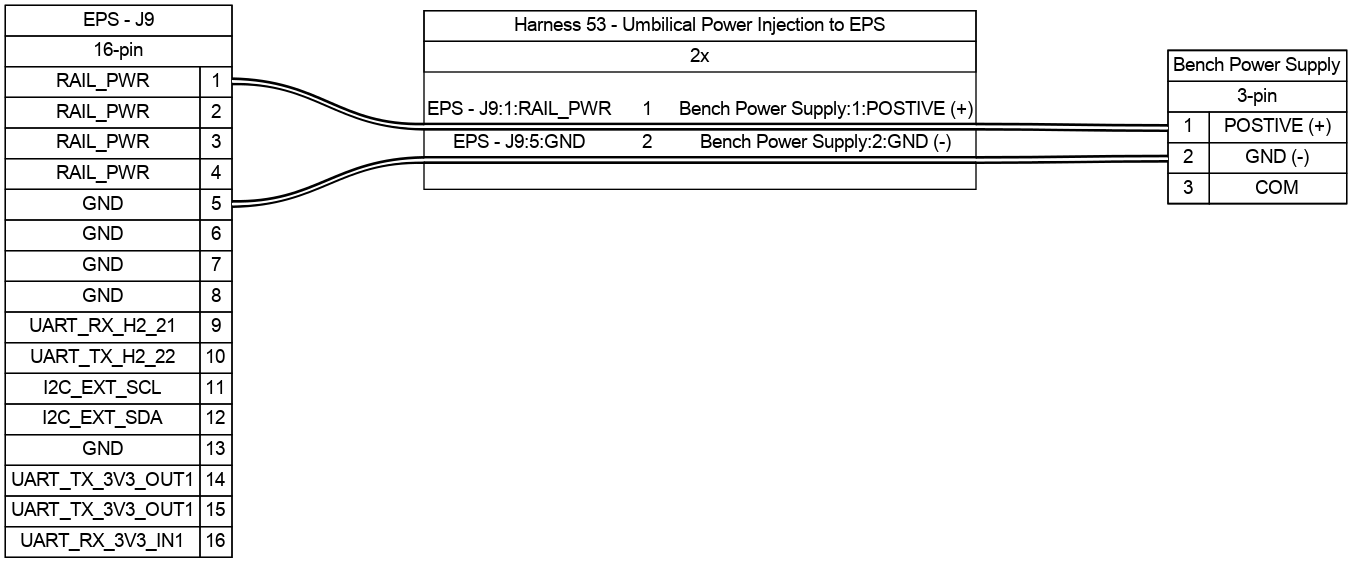 EPS - J9
16-pin
RAIL_PWR 1
RAIL_PWR 2
RAIL_PWR 3
RAIL_PWR 4
GND 5
GND 6
GND 7
GND 8
UART_RX_H2_21 9
UART_TX_H2_22 10
I2C_EXT_SCL 11
I2C_EXT_SDA 12
GND 13
UART_TX_3V3_OUT1 14
UART_TX_3V3_OUT1 15
UART_RX_3V3_IN1 16
Harness 53 - Umbilical Power Injection to EPS
2x
EPS - J9:1:RAIL_PWR 1 Bench Power Supply:1:POSTIVE (+)
EPS - J9:5:GND 2 Bench Power Supply:2:GND (-)
Bench Power Supply
3-pin
1 POSTIVE (+)
2 GND (-)
3 COM